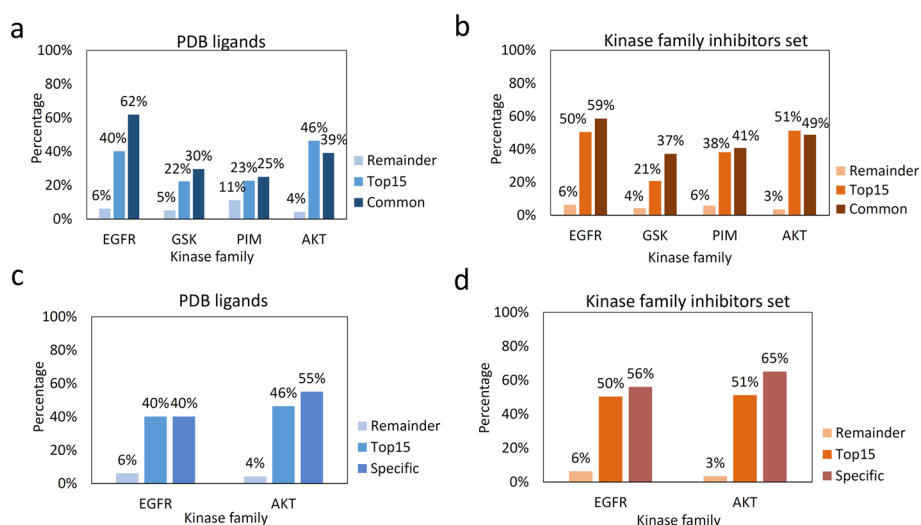 a
PDB ligands
100%
80%
60%
40%
20%
0%
Percentage
6%
40%
62%
5%
22%
30%
11%
23%
25%
4%
46%
39%
EGFR GSK PIM AKT
Kinase family
Remainder
Top15
Common
b
Kinase family inhibitors set
100%
80%
60%
40%
20%
0%
Percentage
6%
50%
59%
4%
21%
37%
6%
38%
41%
3%
51%
49%
EGFR GSK PIM AKT
Kinase family
Remainder
Top15
Common
c
PDB ligands
100%
80%
60%
40%
20%
0%
Percentage
6%
40%
40%
4%
46%
55%
EGFR AKT
Kinase family
Remainder
Top15
Specific
d
Kinase family inhibitors set
100%
80%
60%
40%
20%
0%
Percentage
6%
50%
56%
3%
51%
65%
EGFR AKT
Kinase family
Remainder
Top15
Specific